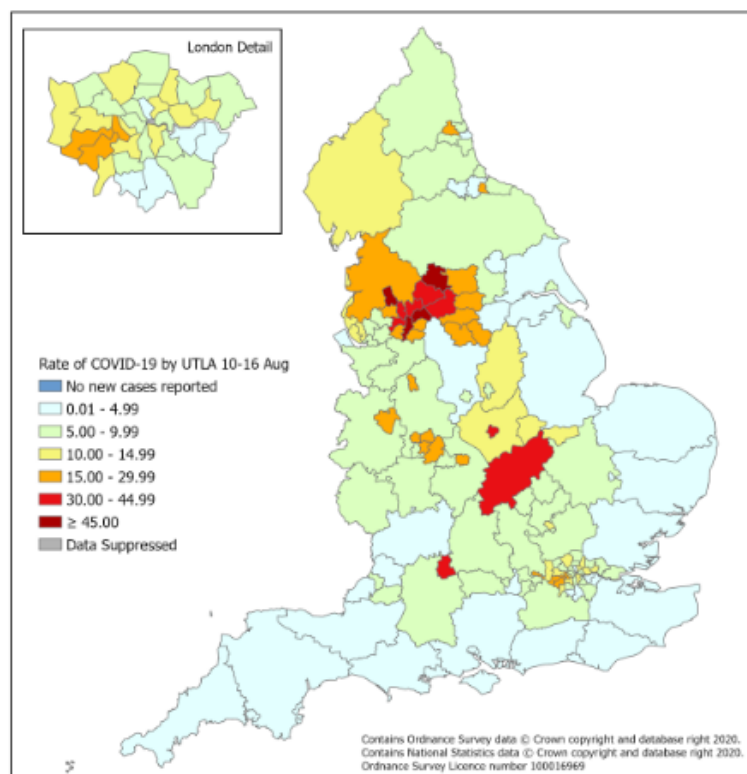 London Detail
Rate of COVID-19 by UTLA 10-16 Aug
No new cases reported
0.01 - 4.99
5.00 - 9.99
10.00 - 14.99
15.00 - 29.99
30.00 - 44.99
≥ 45.00
Data Suppressed
Contains Ordnance Survey data © Crown copyright and database right 2020.
Contains National Statistics data © Crown copyright and database right 2020.
Ordnance Survey Licence number 100016969